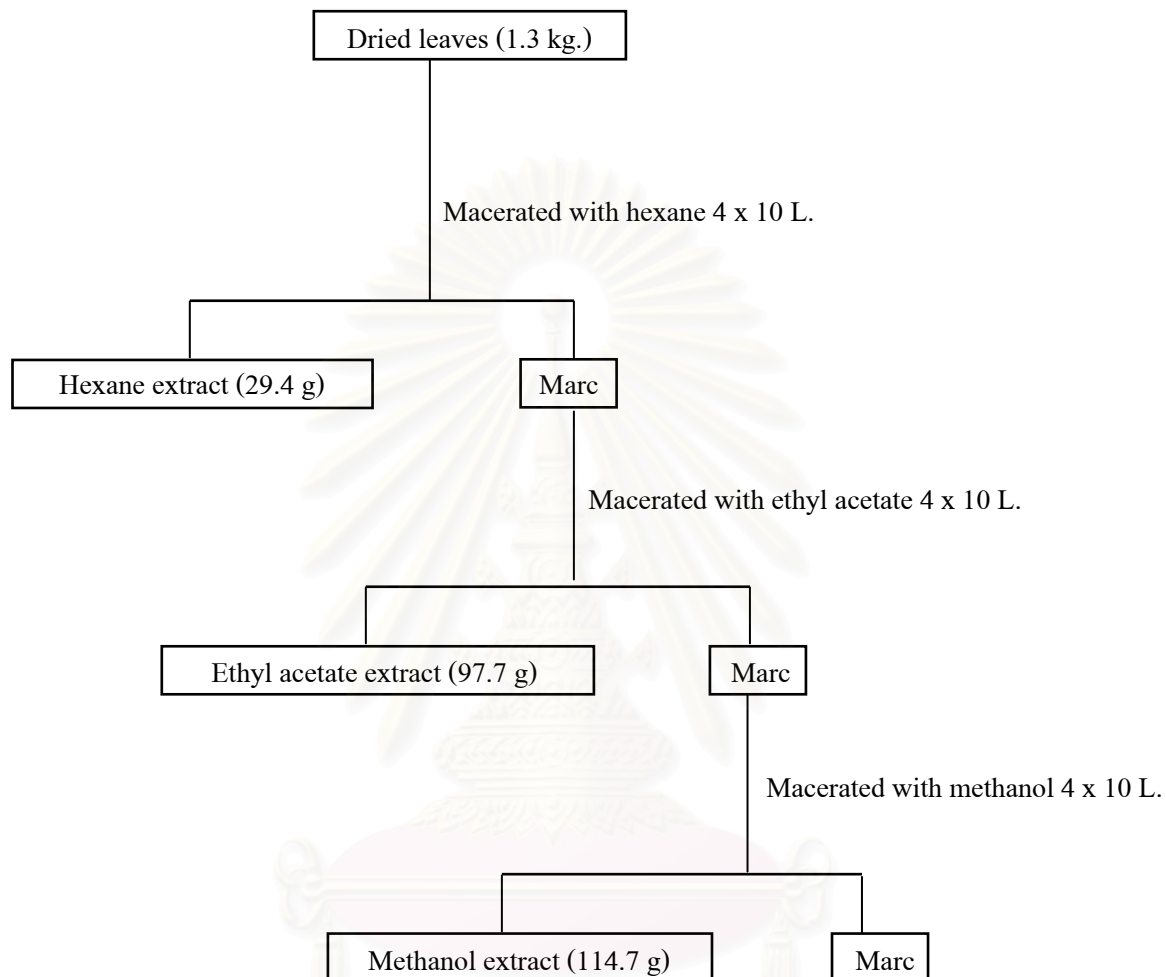 Dried leaves (1.3 kg.)
Macerated with hexane 4 x 10 L.
Hexane extract (29.4 g)
Marc
Macerated with ethyl acetate 4 x 10 L.
Ethyl acetate extract (97.7 g)
Marc
Macerated with methanol 4 x 10 L.
Methanol extract (114.7 g)
Marc